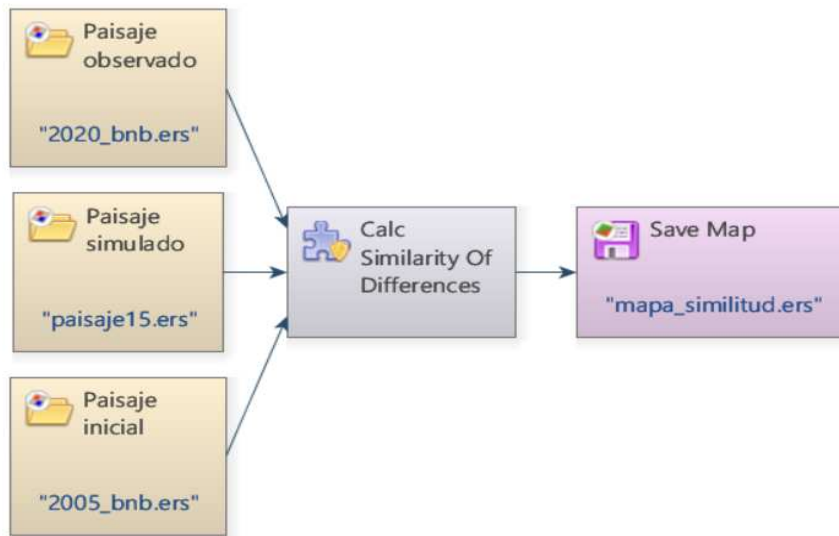 Paisaje
observado
"2020_bnb.ers"
Paisaje
simulado
"paisaje15.ers"
Paisaje
inicial
"2005_bnb.ers"
Calc
Similarity Of
Differences
Save Map
"mapa_similitud.ers"